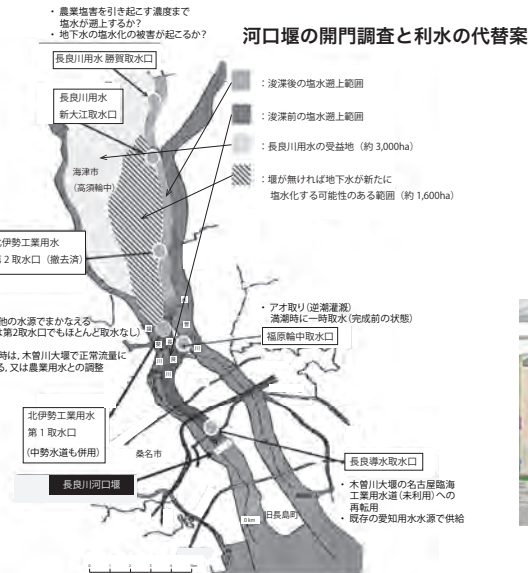 ・ 農業塩害を引き起こす濃度まで
塩水が遡上するか?
・ 地下水の塩水化の被害が起こるか?
河口堰の開門調査と利水の代替案
長良川用水 勝賀取水口
長良川用水
新大江取水口
:浚渫後の塩水遡上範囲
:浚渫前の塩水遡上範囲
:長良川用水の受益地（約 3,000ha）
:堰が無ければ地下水が新たに
塩水化する可能性のある範囲（約 1,600ha）
海津市
（高須輪中）
伊勢工業用水
2 取水口（撤去済）
他の水源でまかなえる
第2取水口でもほとんど取水なし）
時は、木曽川大堰で正常流量に
る、又は農業用水との調整
・ アオ取り（逆潮灌漑）
満潮時に一時取水（完成前の状態）
福原輪中取水口
北伊勢工業用水
第 1 取水口
（中勢水道も併用）
桑名市
長良川河口堰
長良導水取水口
・ 木曽川大堰の名古屋臨海
工業用水道（未利用）への
再転用
・ 既存の愛知用水水源で供給
旧長島町
0 km